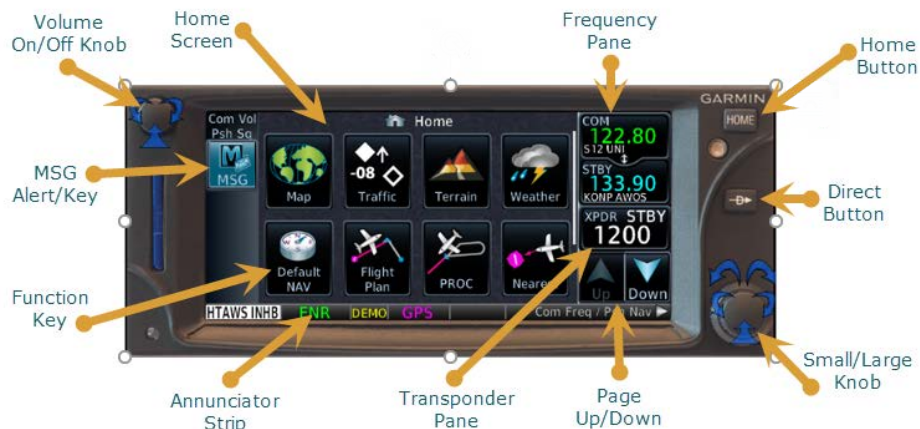 Volume
On/Off Knob
Home
Screen
Frequency
Pane
Home
Button
GARMIN
HOME
Com Vol
Psh Sq
Home
COM
122.80
S12 UNI
MSG
Alert/Key
MSG
Map
-08
Traffic
Terrain
Weather
STBY
133.90
KONP AWOS
D
Direct
Button
XPDR STBY
1200
Function
Key
Default
NAV
Flight
Plan
PROC
Up
Down
HTAWS INHB
ENR
DEMO
GPS
Com Freq / Psh Nav
Small/Large
Knob
Annunciator
Strip
Transponder
Pane
Page
Up/Down